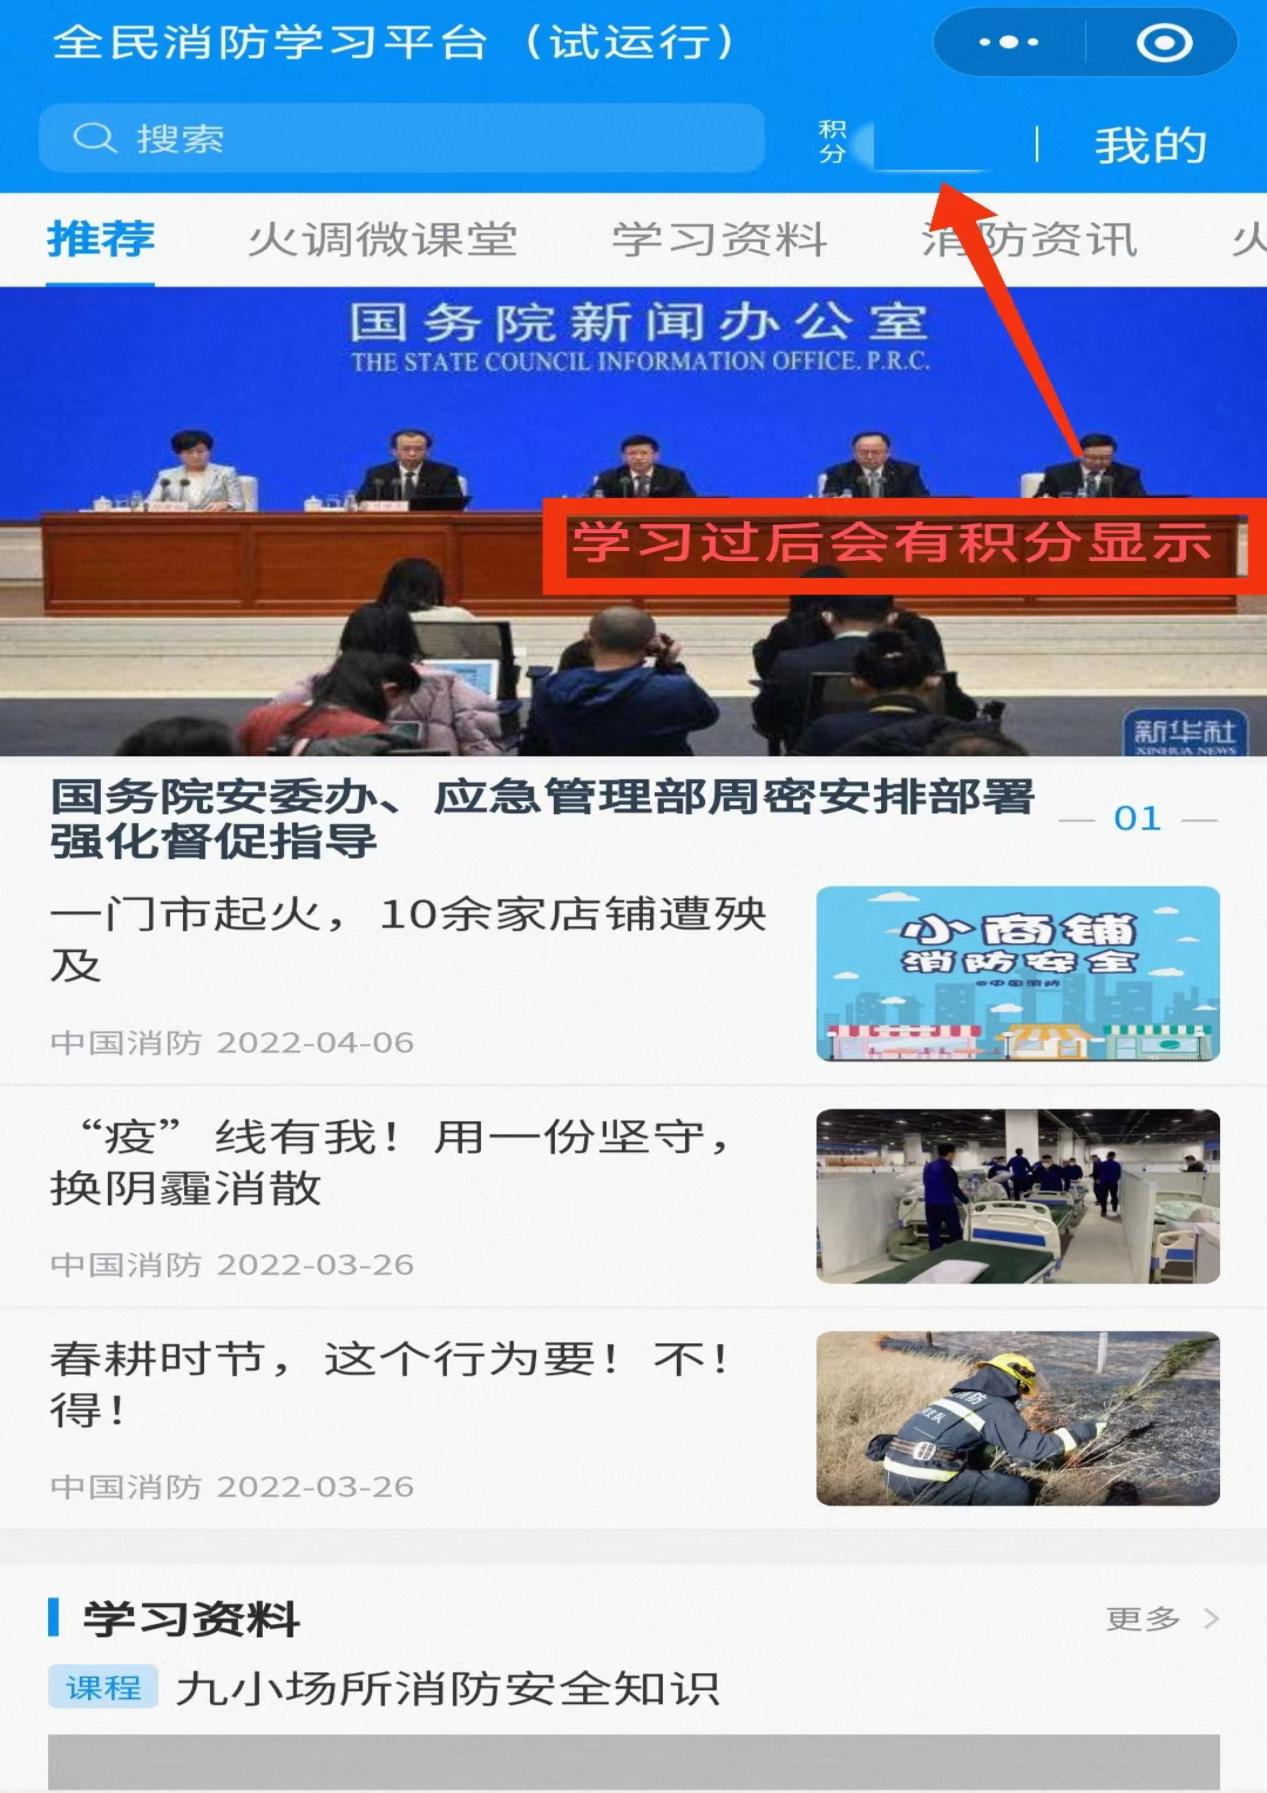 全民消防学习平台（试运行）
搜索
积分
我的
推荐 火调微课堂 学习资料 消防资讯 火
国务院新闻办公室
THE STATE COUNCIL INFORMATION OFFICE. P.R.C.
学习过后会有积分显示
新华社
XINHUA NEWS
国务院安委办、应急管理部周密安排部署
强化督促指导
01
一门市起火，10余家店铺遭殃
及
中国消防 2022-04-06
小商铺
消防安全
@中国消防
“疫”线有我！用一份坚守，
换阴霾消散
中国消防 2022-03-26
春耕时节，这个行为要！不！
得！
中国消防 2022-03-26
学习资料
更多
课程 九小场所消防安全知识